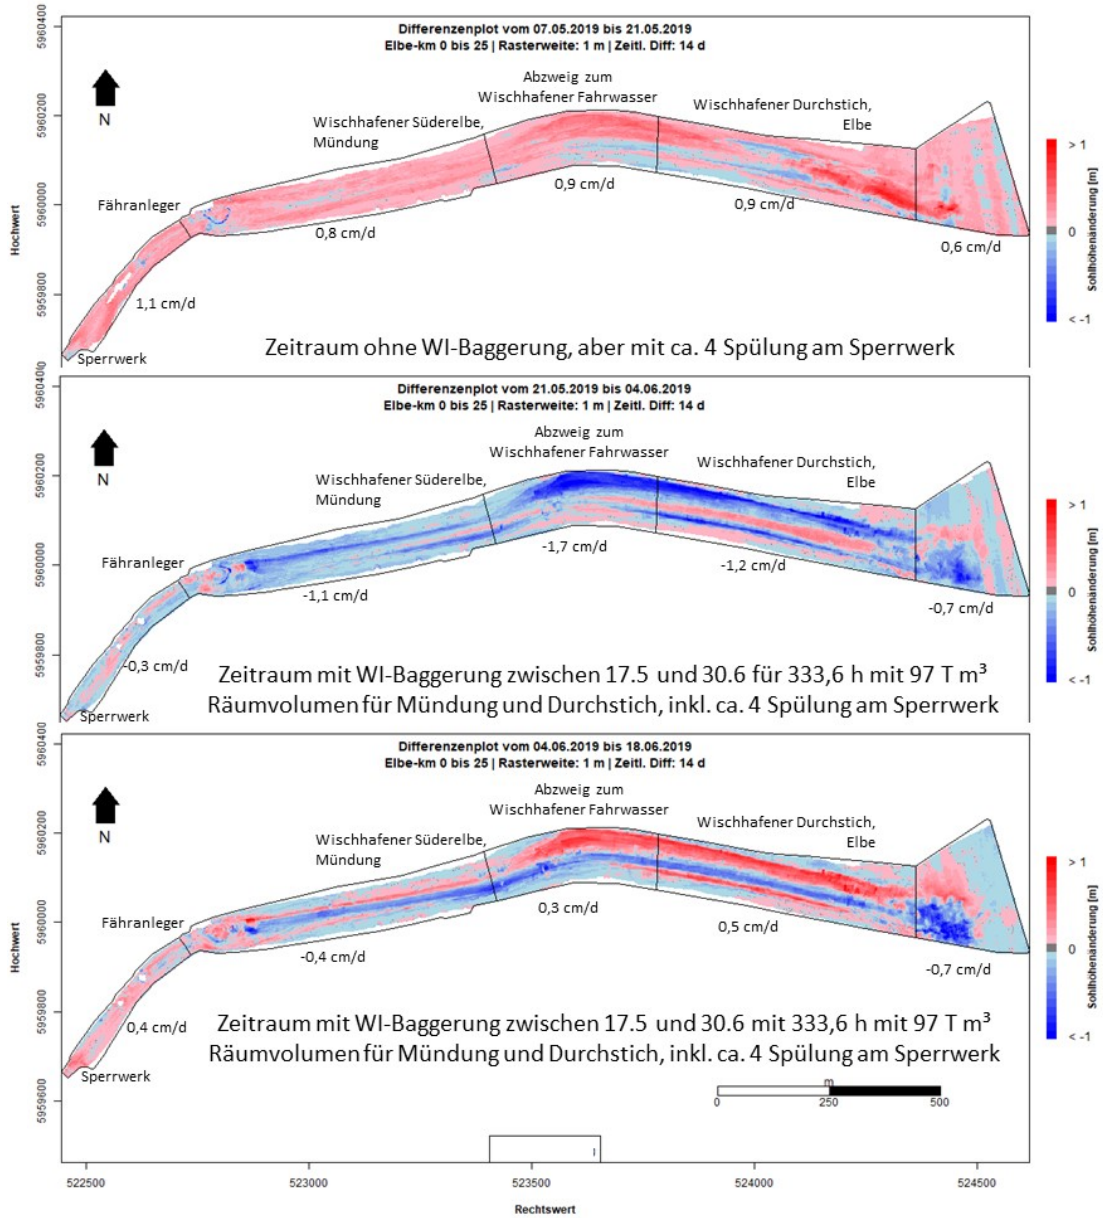 Differenzenplot vom 07.05.2019 bis 21.05.2019
Elbe-km 0 bis 25 | Rasterweite: 1 m | Zeitl. Diff: 14 d
N
Abzweig zum
Wischhafener Fahrwasser
Wischhafener Süderelbe,
Mündung
Wischhafener Durchstich,
Elbe
Fähranleger
Sperrwerk
1,1 cm/d
0,8 cm/d
0,9 cm/d
0,9 cm/d
0,6 cm/d
Zeitraum ohne WI-Baggerung, aber mit ca. 4 Spülung am Sperrwerk
Hochwert
5960400
5960200
5960000
5959800
> 1
0
< -1
Sohlhöhenänderung [m]
Differenzenplot vom 21.05.2019 bis 04.06.2019
Elbe-km 0 bis 25 | Rasterweite: 1 m | Zeitl. Diff: 14 d
N
Abzweig zum
Wischhafener Fahrwasser
Wischhafener Süderelbe,
Mündung
Wischhafener Durchstich,
Elbe
Fähranleger
Sperrwerk
-0,3 cm/d
-1,1 cm/d
-1,7 cm/d
-1,2 cm/d
-0,7 cm/d
Zeitraum mit WI-Baggerung zwischen 17.5 und 30.6 für 333,6 h mit 97 T m³
Räumvolumen für Mündung und Durchstich, inkl. ca. 4 Spülung am Sperrwerk
Hochwert
5960400
5960200
5960000
5959800
> 1
0
< -1
Sohlhöhenänderung [m]
Differenzenplot vom 04.06.2019 bis 18.06.2019
Elbe-km 0 bis 25 | Rasterweite: 1 m | Zeitl. Diff: 14 d
N
Abzweig zum
Wischhafener Fahrwasser
Wischhafener Süderelbe,
Mündung
Wischhafener Durchstich,
Elbe
Fähranleger
Sperrwerk
0,4 cm/d
-0,4 cm/d
0,3 cm/d
0,5 cm/d
-0,7 cm/d
Zeitraum mit WI-Baggerung zwischen 17.5 und 30.6 mit 333,6 h mit 97 T m³
Räumvolumen für Mündung und Durchstich, inkl. ca. 4 Spülung am Sperrwerk
Hochwert
5960400
5960200
5960000
5959800
5959600
> 1
0
< -1
Sohlhöhenänderung [m]
m
0 250 500
522500 523000 523500 524000 524500
Rechtswert